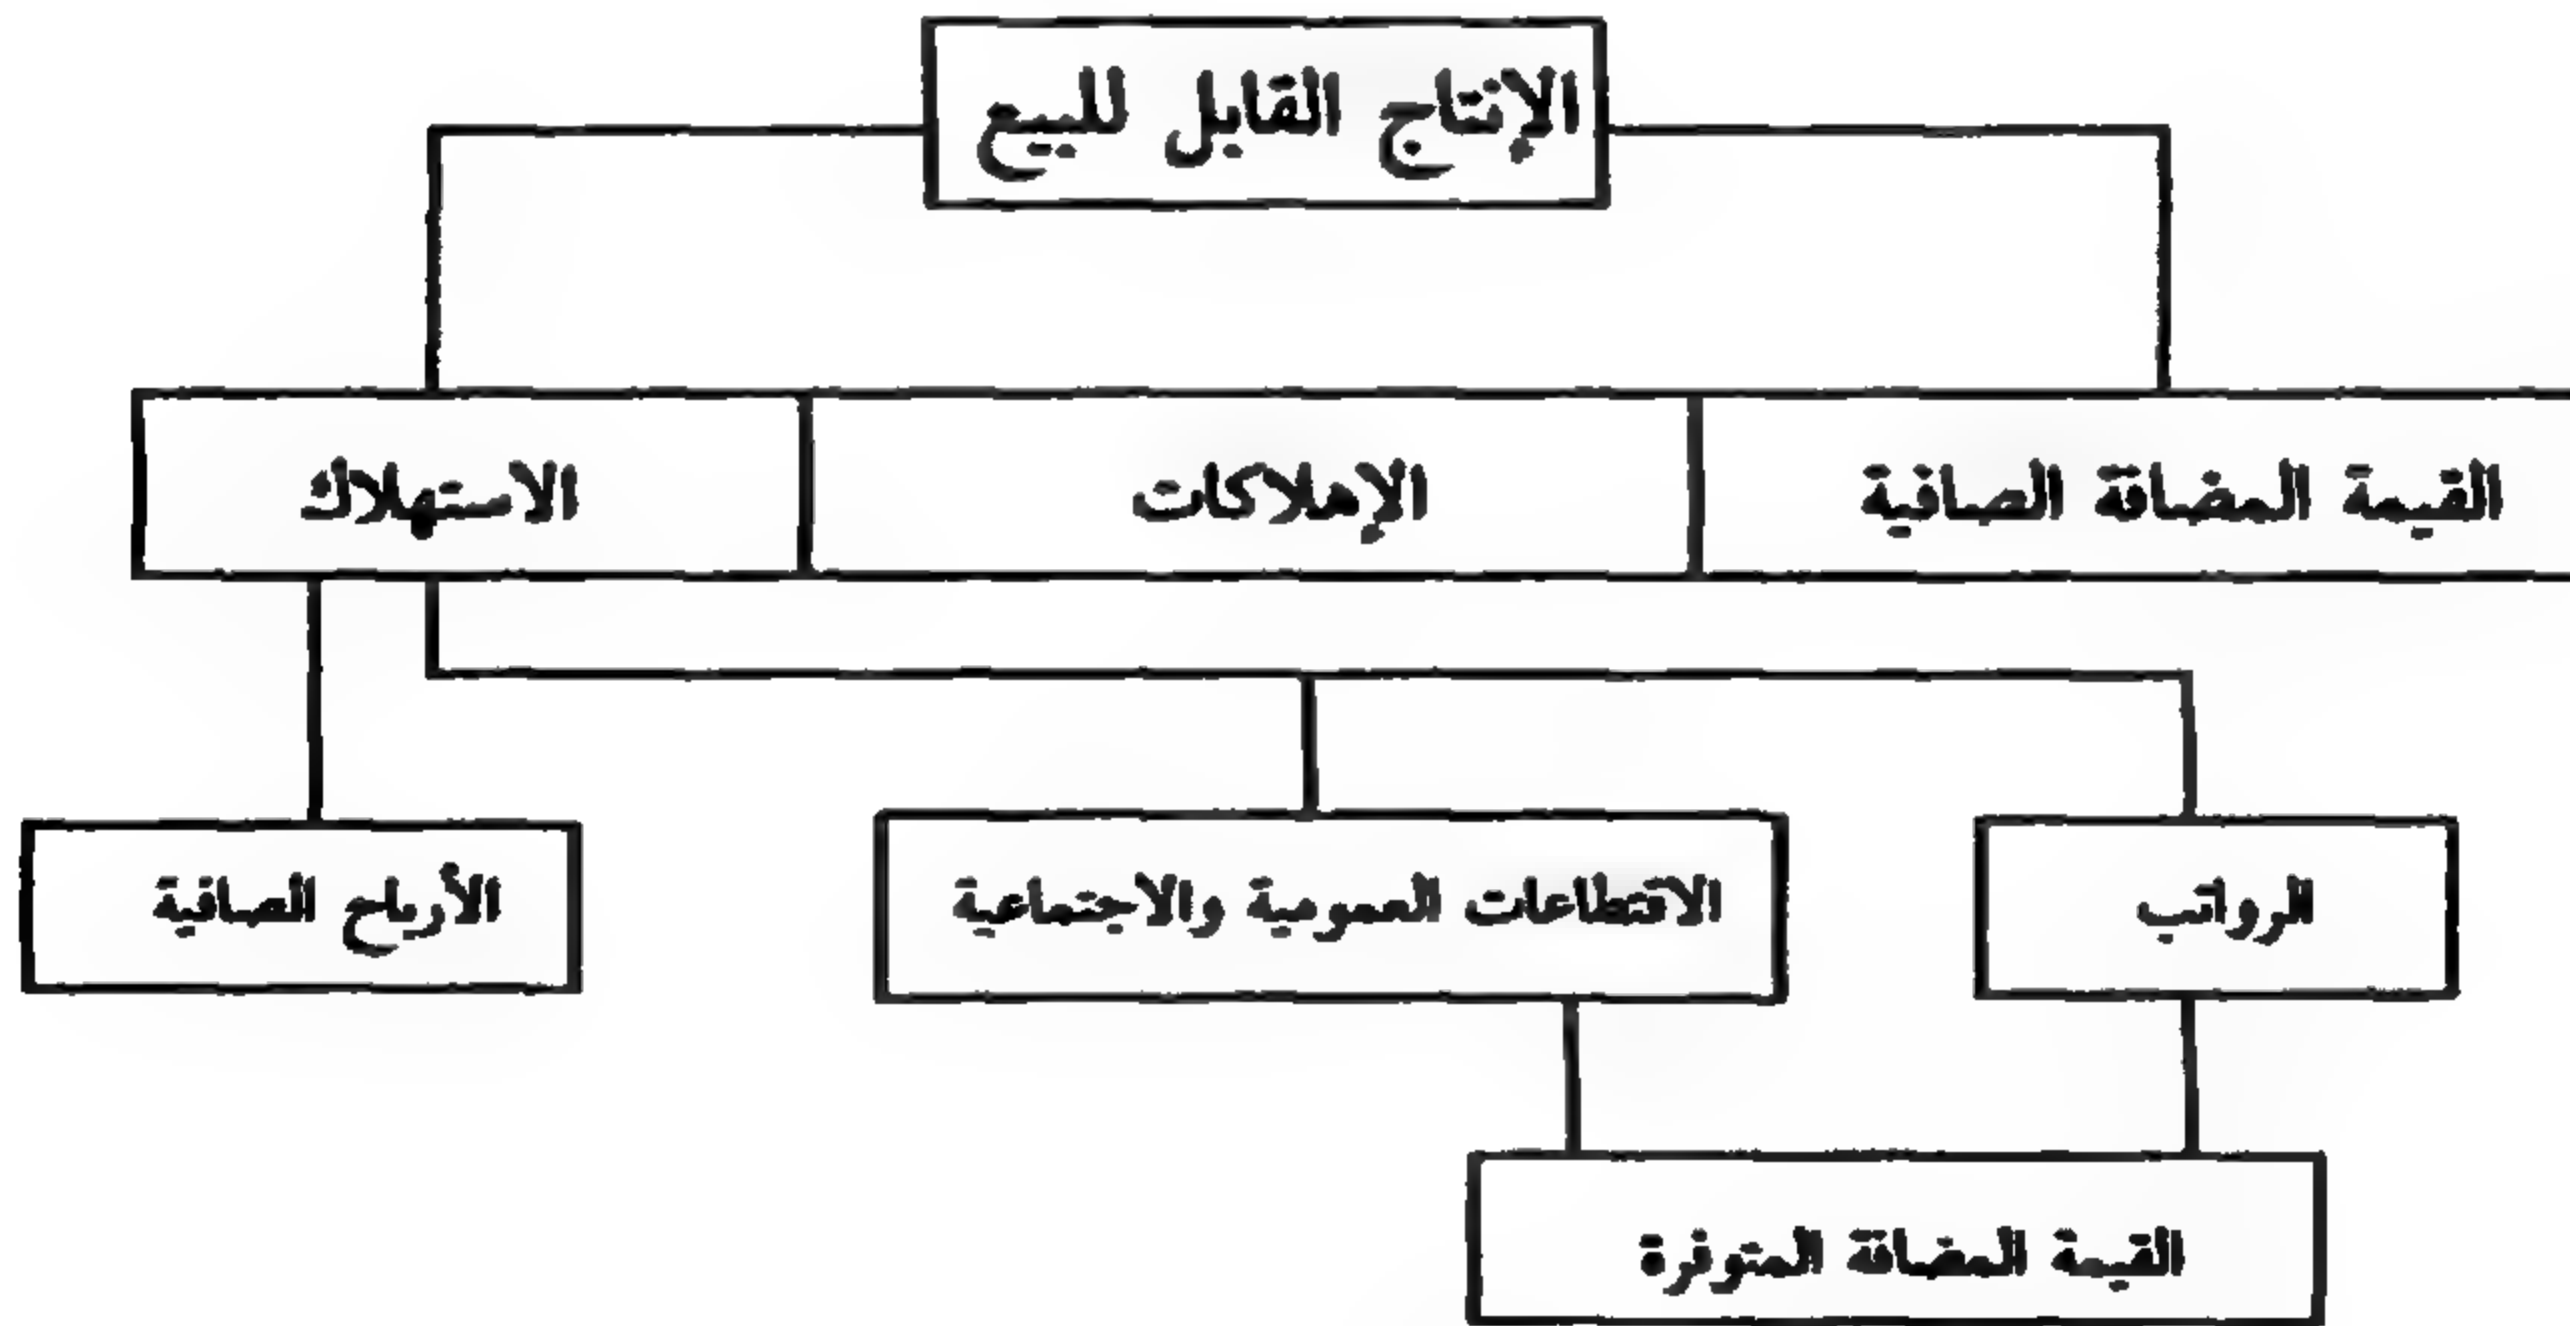 الإنتاج القابل للبيع
القيمة المضافة الصافية
الإهلاكات
الاستهلاك
الرواتب
الاقتطاعات العمومية والاجتماعية
الأرباح الصافية
القيمة المضافة المتوفرة